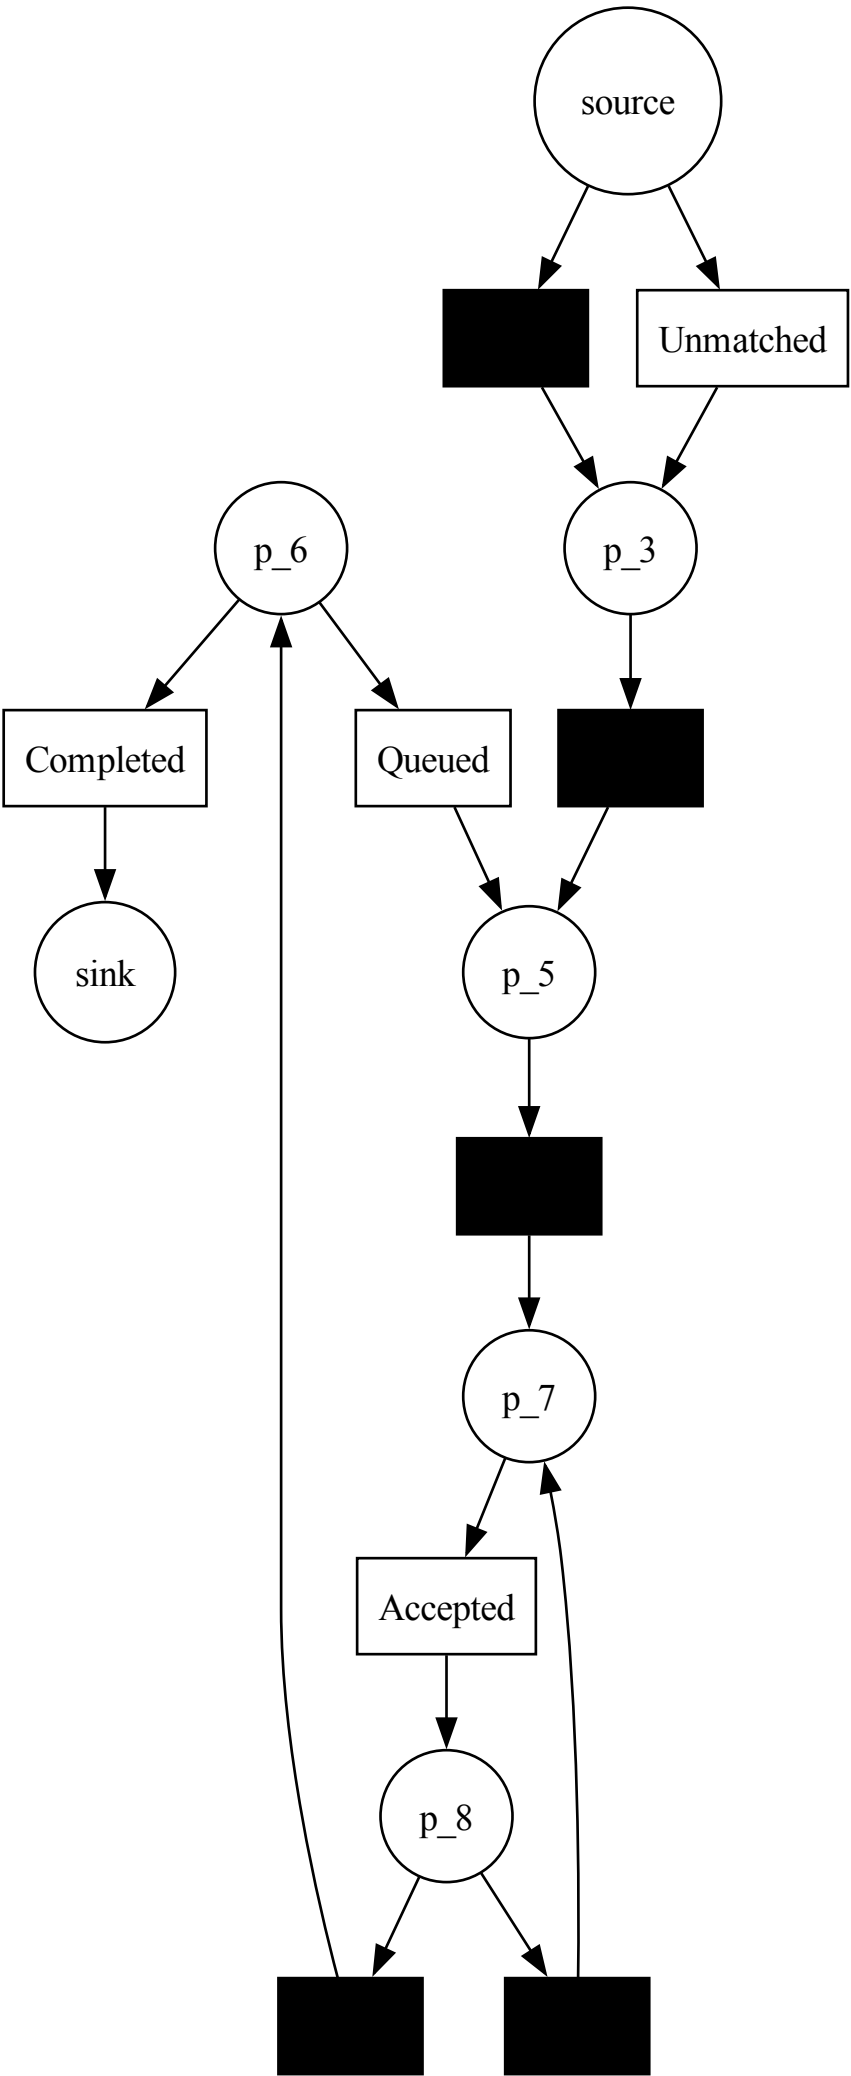 source
Unmatched
p_6
p_3
Completed
Queued
sink
p_5
p_7
Accepted
p_8